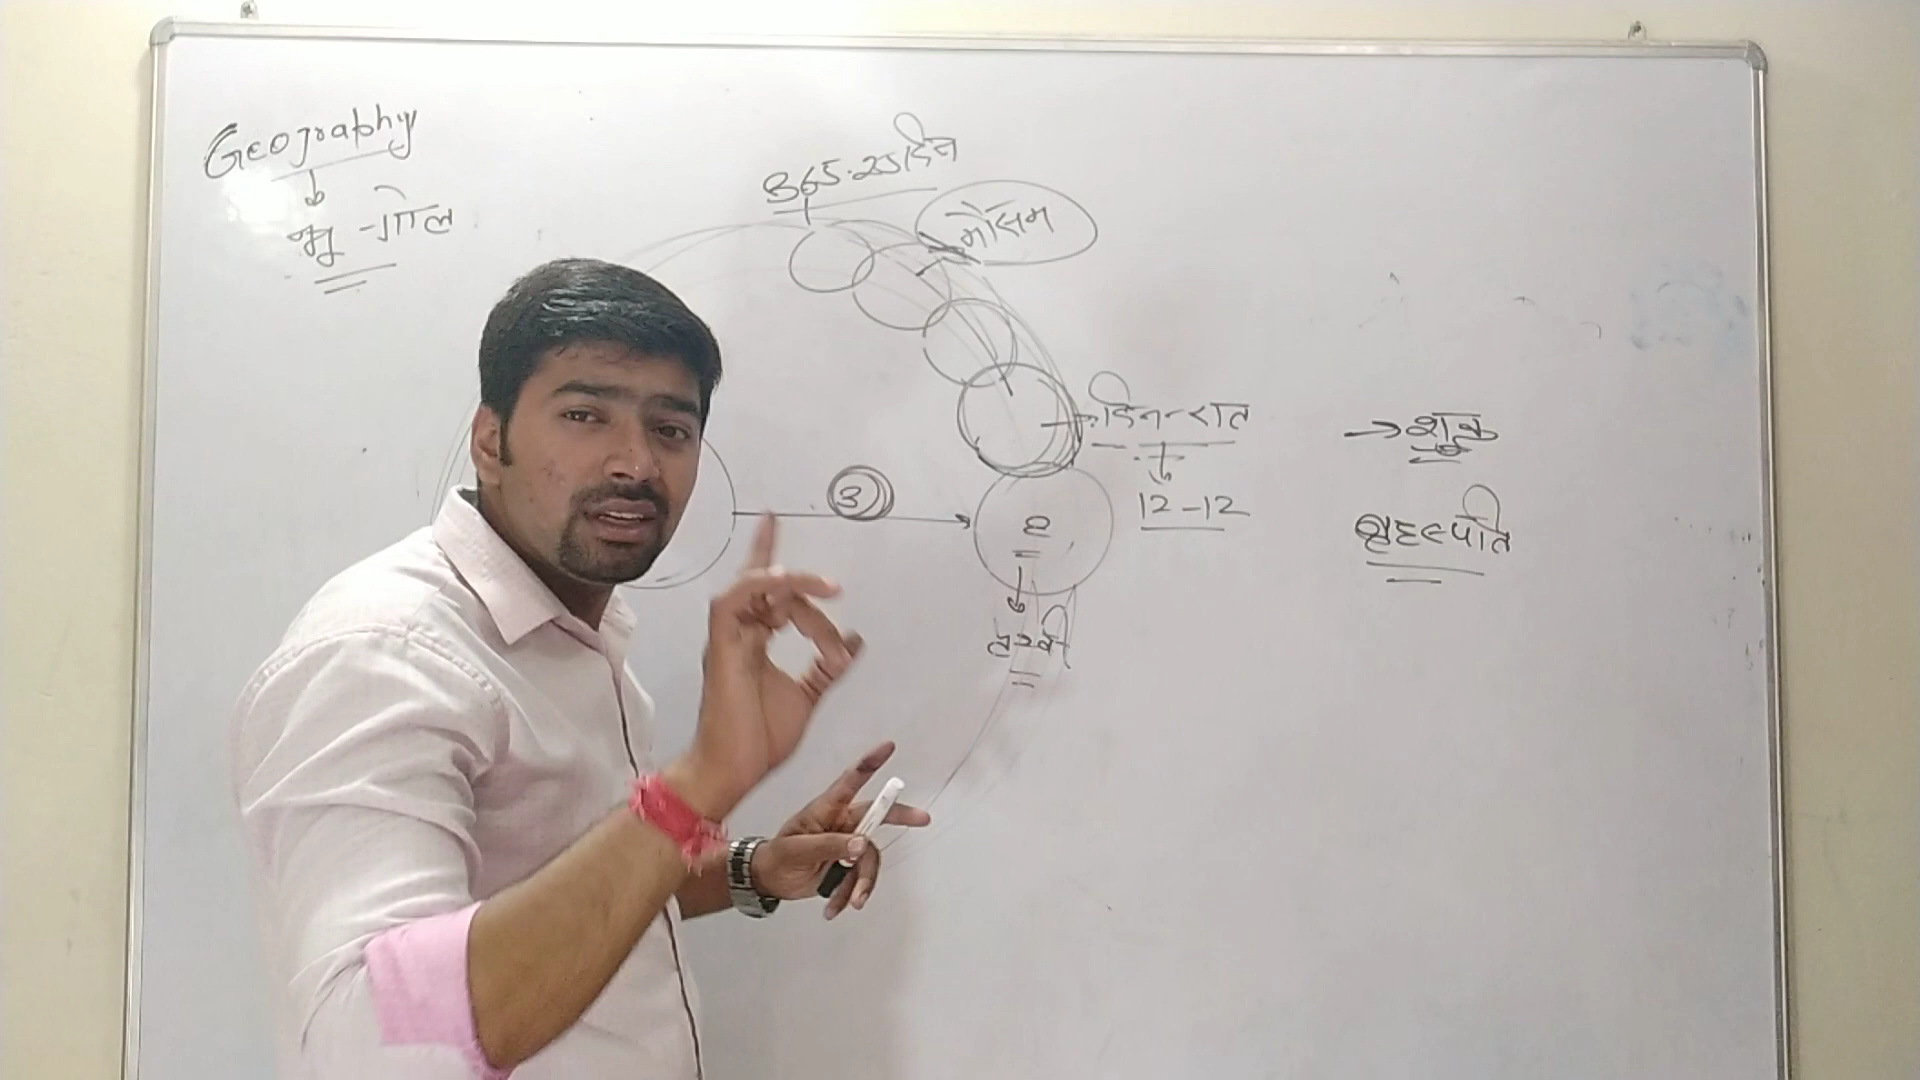 Geography
भू-गोल
365.25 दिन
मौसम
दिन-रात
12-12
3
e
पृथ्वी
→ शुक्र
बृहस्पति